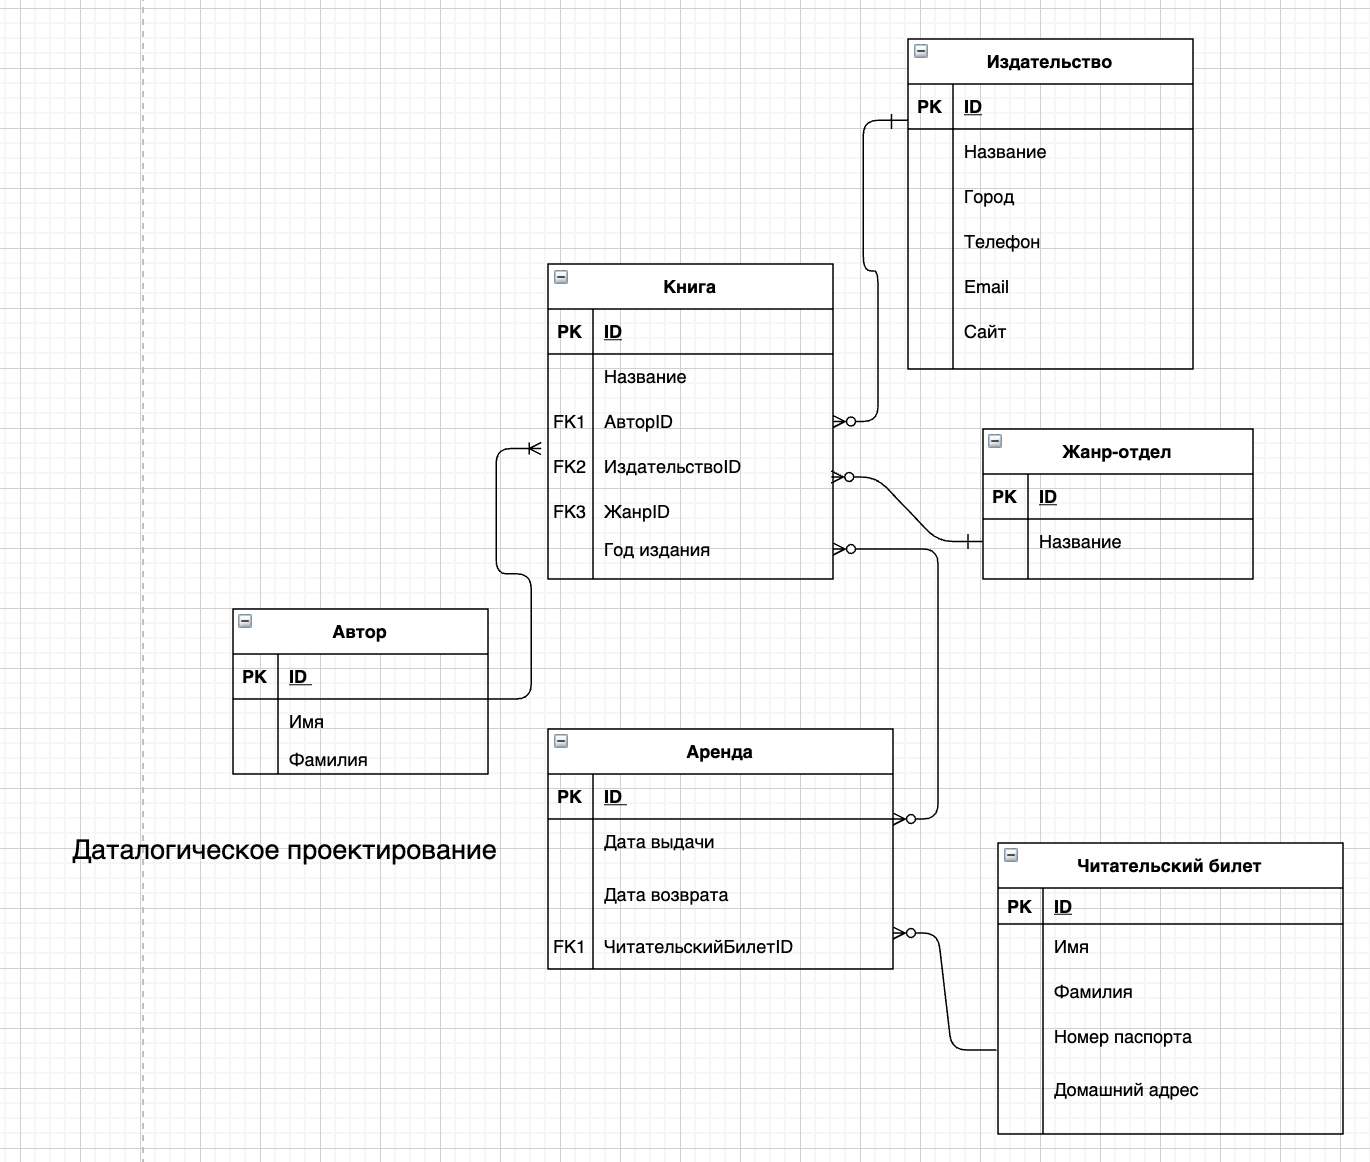 Издательство
PK ID
Название
Город
Телефон
Email
Сайт
Книга
PK ID
Название
FK1 АвторID
FK2 ИздательствоID
FK3 ЖанрID
Год издания
Жанр-отдел
PK ID
Название
Автор
PK ID
Имя
Фамилия
Аренда
PK ID
Дата выдачи
Дата возврата
FK1 ЧитательскийБилетID
Даталогическое проектирование
Читательский билет
PK ID
Имя
Фамилия
Номер паспорта
Домашний адрес